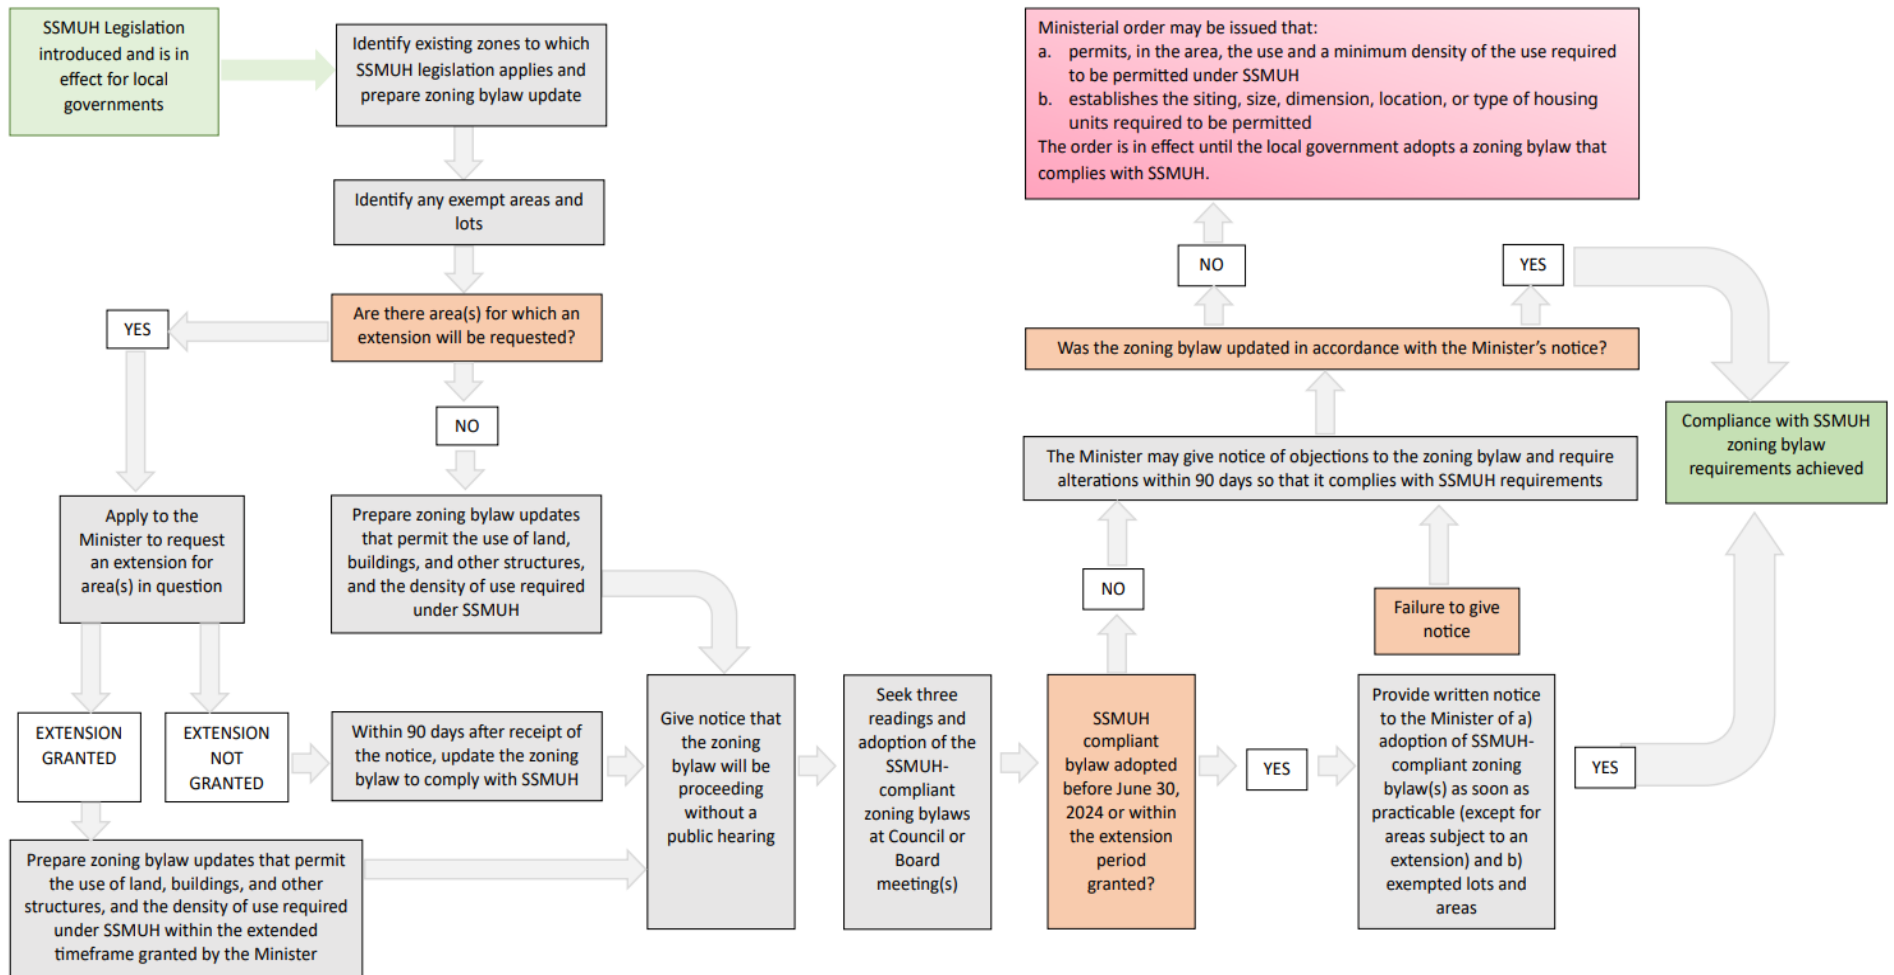 SSMUH Legislation
introduced and is in
effect for local
governments
Identify existing zones to which
SSMUH legislation applies and
prepare zoning bylaw update
Identify any exempt areas and
lots
Are there area(s) for which an
extension will be requested?
YES
NO
Apply to the
Minister to request
an extension for
area(s) in question
Prepare zoning bylaw updates
that permit the use of land,
buildings, and other structures,
and the density of use required
under SSMUH
EXTENSION
GRANTED
EXTENSION
NOT
GRANTED
Within 90 days after receipt of
the notice, update the zoning
bylaw to comply with SSMUH
Prepare zoning bylaw updates that permit
the use of land, buildings, and other
structures, and the density of use required
under SSMUH within the extended
timeframe granted by the Minister
Give notice that
the zoning
bylaw will be
proceeding
without a
public hearing
Seek three
readings and
adoption of the
SSMUH-
compliant
zoning bylaws
at Council or
Board
meeting(s)
SSMUH
compliant
bylaw adopted
before June 30,
2024 or within
the extension
period
granted?
NO
YES
Provide written notice
to the Minister of a)
adoption of SSMUH-
compliant zoning
bylaw(s) as soon as
practicable (except for
areas subject to an
extension) and b)
exempted lots and
areas
YES
Failure to give
notice
The Minister may give notice of objections to the zoning bylaw and require
alterations within 90 days so that it complies with SSMUH requirements
Was the zoning bylaw updated in accordance with the Minister's notice?
NO
YES
Ministerial order may be issued that:
a. permits, in the area, the use and a minimum density of the use required
to be permitted under SSMUH
b. establishes the siting, size, dimension, location, or type of housing
units required to be permitted
The order is in effect until the local government adopts a zoning bylaw that
complies with SSMUH.
Compliance with SSMUH
zoning bylaw
requirements achieved